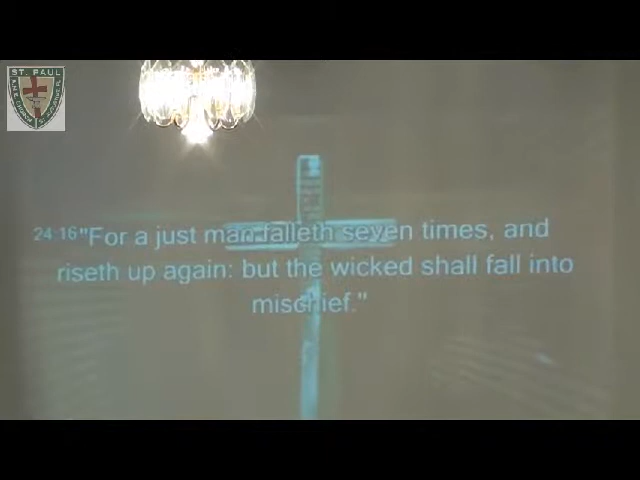 ST. PAUL
24:16"For a just man falleth seven times, and
riseth up again: but the wicked shall fall into
mischief."